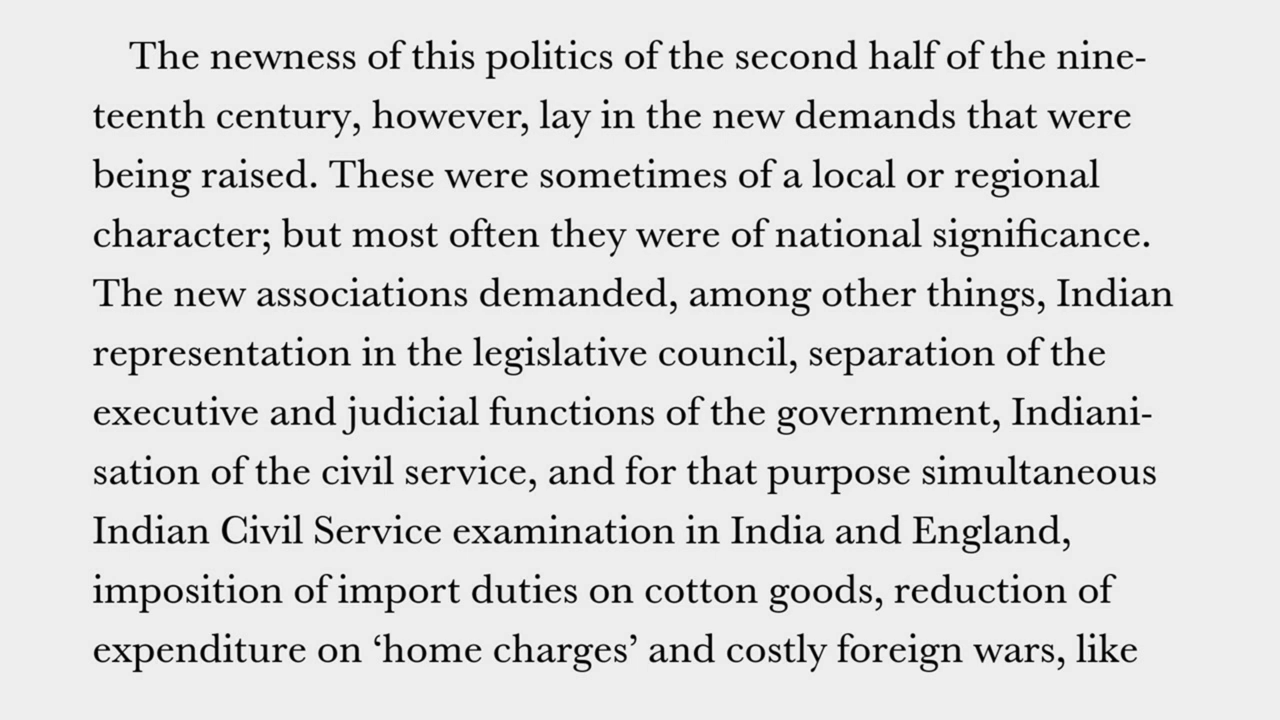 The newness of this politics of the second half of the nine-
teenth century, however, lay in the new demands that were
being raised. These were sometimes of a local or regional
character; but most often they were of national significance.
The new associations demanded, among other things, Indian
representation in the legislative council, separation of the
executive and judicial functions of the government, Indiani-
sation of the civil service, and for that purpose simultaneous
Indian Civil Service examination in India and England,
imposition of import duties on cotton goods, reduction of
expenditure on ‘home charges’ and costly foreign wars, like